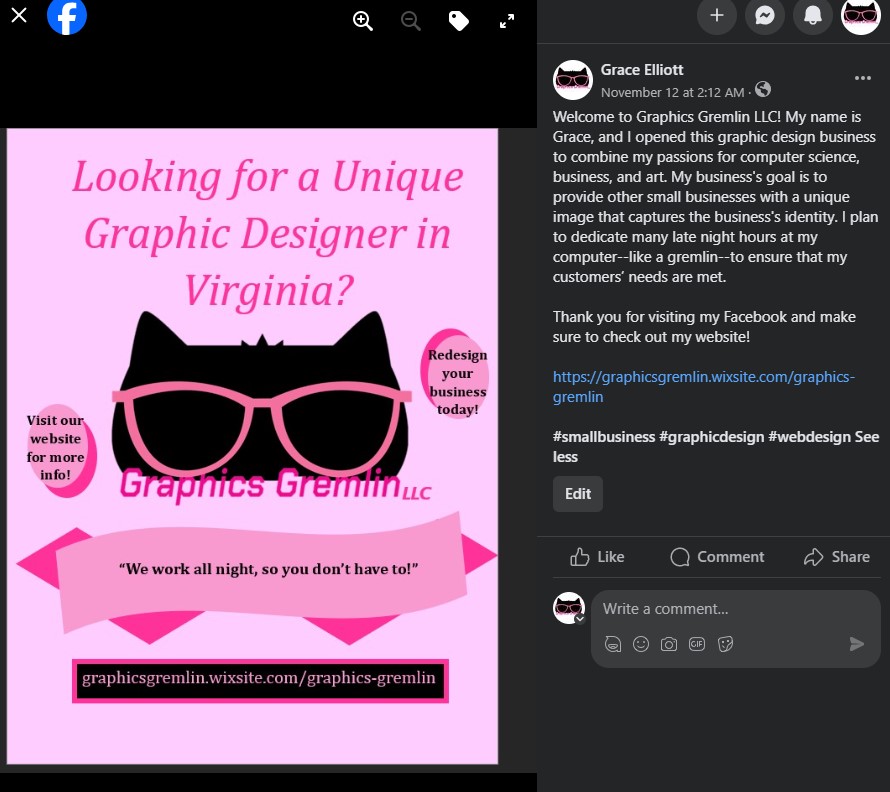 Looking for a Unique
Graphic Designer in
Virginia?
Redesign
your
business
today!
Visit our
website
for more
info!
Graphics Gremlin LLC
“We work all night, so you don’t have to!”
graphicsgremlin.wixsite.com/graphics-gremlin
Grace Elliott
November 12 at 2:12 AM ·
Welcome to Graphics Gremlin LLC! My name is
Grace, and I opened this graphic design business
to combine my passions for computer science,
business, and art. My business's goal is to
provide other small businesses with a unique
image that captures the business's identity. I plan
to dedicate many late night hours at my
computer--like a gremlin--to ensure that my
customers’ needs are met.
Thank you for visiting my Facebook and make
sure to check out my website!
https://graphicsgremlin.wixsite.com/graphics-
gremlin
#smallbusiness #graphicdesign #webdesign See
less
Edit
Like Comment Share
Write a comment...
GIF